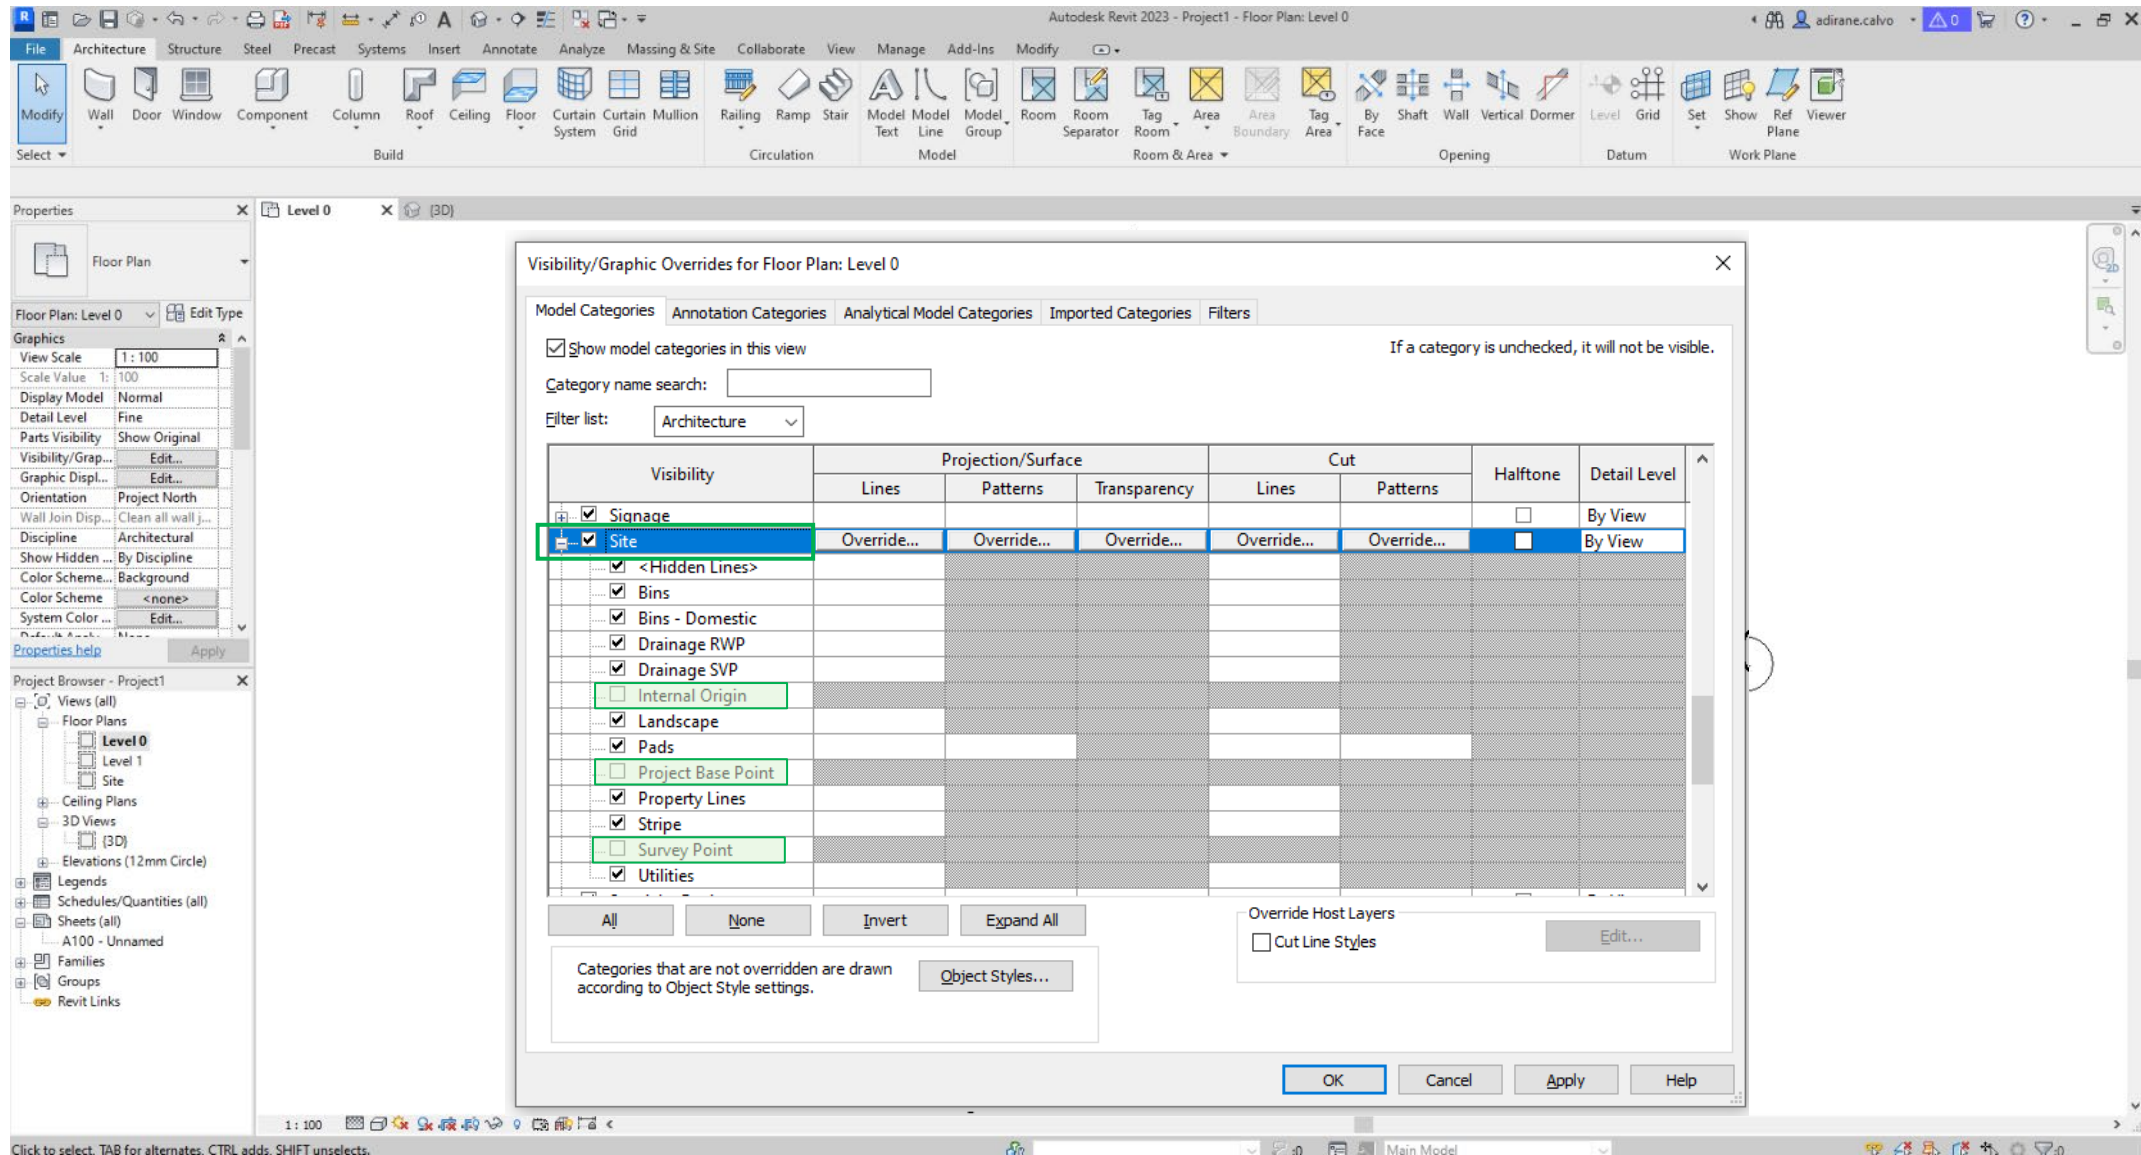 Autodesk Revit 2023 - Project1 - Floor Plan: Level 0
adirane.calvo
0
File Architecture Structure Steel Precast Systems Insert Annotate Analyze Massing & Site Collaborate View Manage Add-Ins Modify
Modify Wall Door Window Component Column Roof Ceiling Floor Curtain System Curtain Grid Mullion Railing Ramp Stair Model Text Model Line Model Group Room Room Separator Tag Room Area Area Boundary Tag Area By Face Shaft Wall Vertical Dormer Level Grid Set Show Ref Plane Viewer
Select Build Circulation Model Room & Area Opening Datum Work Plane
Properties
Level 0
{3D}
Floor Plan
Floor Plan: Level 0
Edit Type
Graphics
View Scale 1 : 100
Scale Value 1: 100
Display Model Normal
Detail Level Fine
Parts Visibility Show Original
Visibility/Grap... Edit...
Graphic Displ... Edit...
Orientation Project North
Wall Join Disp... Clean all wall j...
Discipline Architectural
Show Hidden ... By Discipline
Color Scheme... Background
Color Scheme <none>
System Color ... Edit...
Properties help
Apply
Project Browser - Project1
Views (all)
Floor Plans
Level 0
Level 1
Site
Ceiling Plans
3D Views
{3D}
Elevations (12mm Circle)
Legends
Schedules/Quantities (all)
Sheets (all)
A100 - Unnamed
Families
Groups
Revit Links
Visibility/Graphic Overrides for Floor Plan: Level 0
Model Categories Annotation Categories Analytical Model Categories Imported Categories Filters
Show model categories in this view
If a category is unchecked, it will not be visible.
Category name search:
Filter list:
Architecture
Visibility
Projection/Surface
Cut
Halftone
Detail Level
Lines Patterns Transparency Lines Patterns
Signage By View
Site Override... Override... Override... Override... Override... By View
<Hidden Lines>
Bins
Bins - Domestic
Drainage RWP
Drainage SVP
Internal Origin
Landscape
Pads
Project Base Point
Property Lines
Stripe
Survey Point
Utilities
All None Invert Expand All
Override Host Layers
Cut Line Styles
Edit...
Categories that are not overridden are drawn
according to Object Style settings.
Object Styles...
OK Cancel Apply Help
2D
1 : 100
Click to select, TAB for alternates, CTRL adds, SHIFT unselects.
:0
Main Model
:0